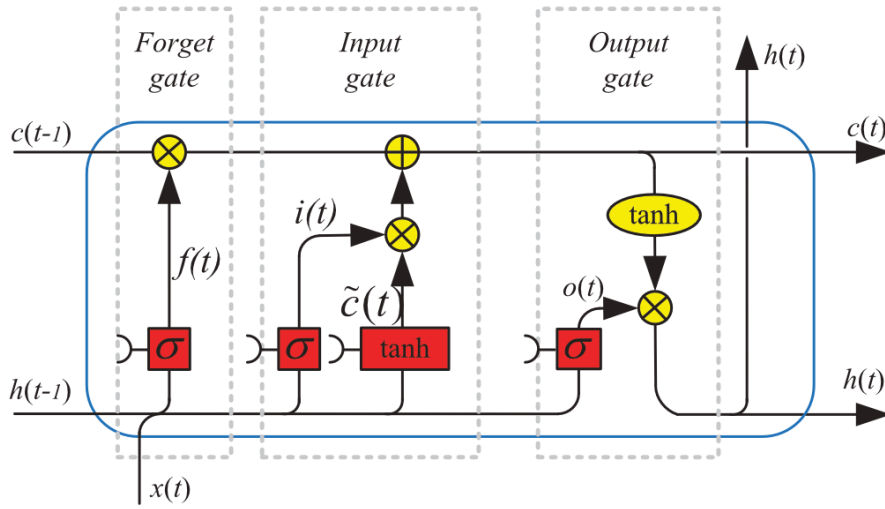 Forget
gate
Input
gate
Output
gate
h(t)
c(t-1)
c(t)
i(t)
tanh
f(t)
c̃(t)
o(t)
σ
σ
tanh
σ
h(t-1)
h(t)
x(t)